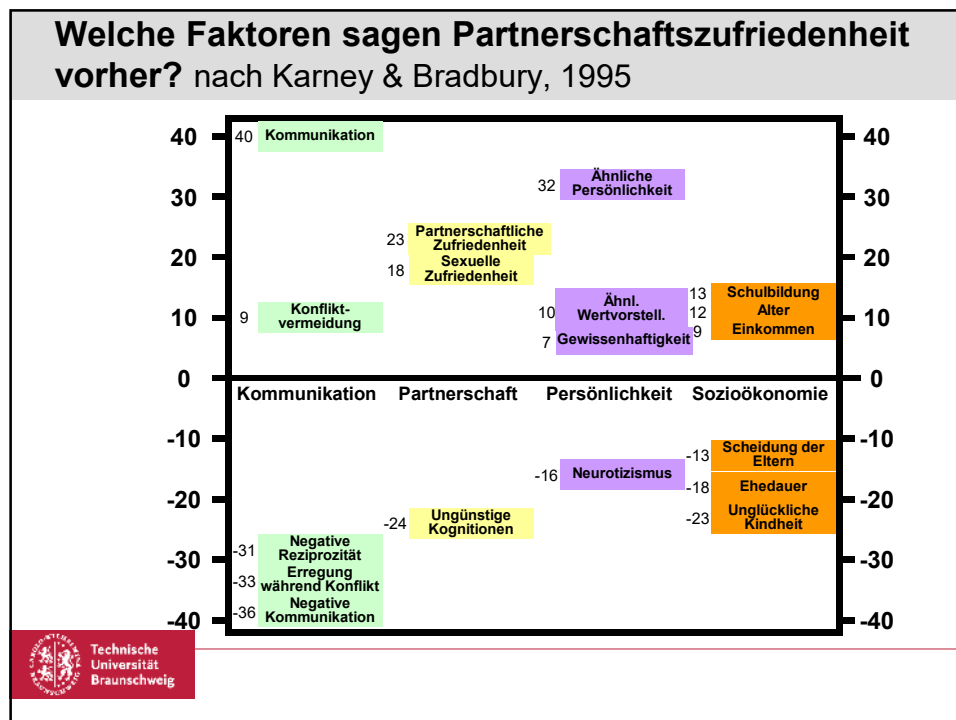 Welche Faktoren sagen Partnerschaftszufriedenheit
vorher? nach Karney & Bradbury, 1995
40
40
30
30
20
20
10
10
0
0
-10
-10
-20
-20
-30
-30
-40
-40
40
Kommunikation
9
Konflikt-
vermeidung
23
Partnerschaftliche
Zufriedenheit
18
Sexuelle
Zufriedenheit
32
Ähnliche
Persönlichkeit
10
Ähnl.
Wertvorstell.
7
Gewissenhaftigkeit
13
Schulbildung
12
Alter
9
Einkommen
Kommunikation
Partnerschaft
Persönlichkeit
Sozioökonomie
-31
Negative
Reziprozität
-33
Erregung
während Konflikt
-36
Negative
Kommunikation
-24
Ungünstige
Kognitionen
-16
Neurotizismus
-13
Scheidung der
Eltern
-18
Ehedauer
-23
Unglückliche
Kindheit
Technische
Universität
Braunschweig